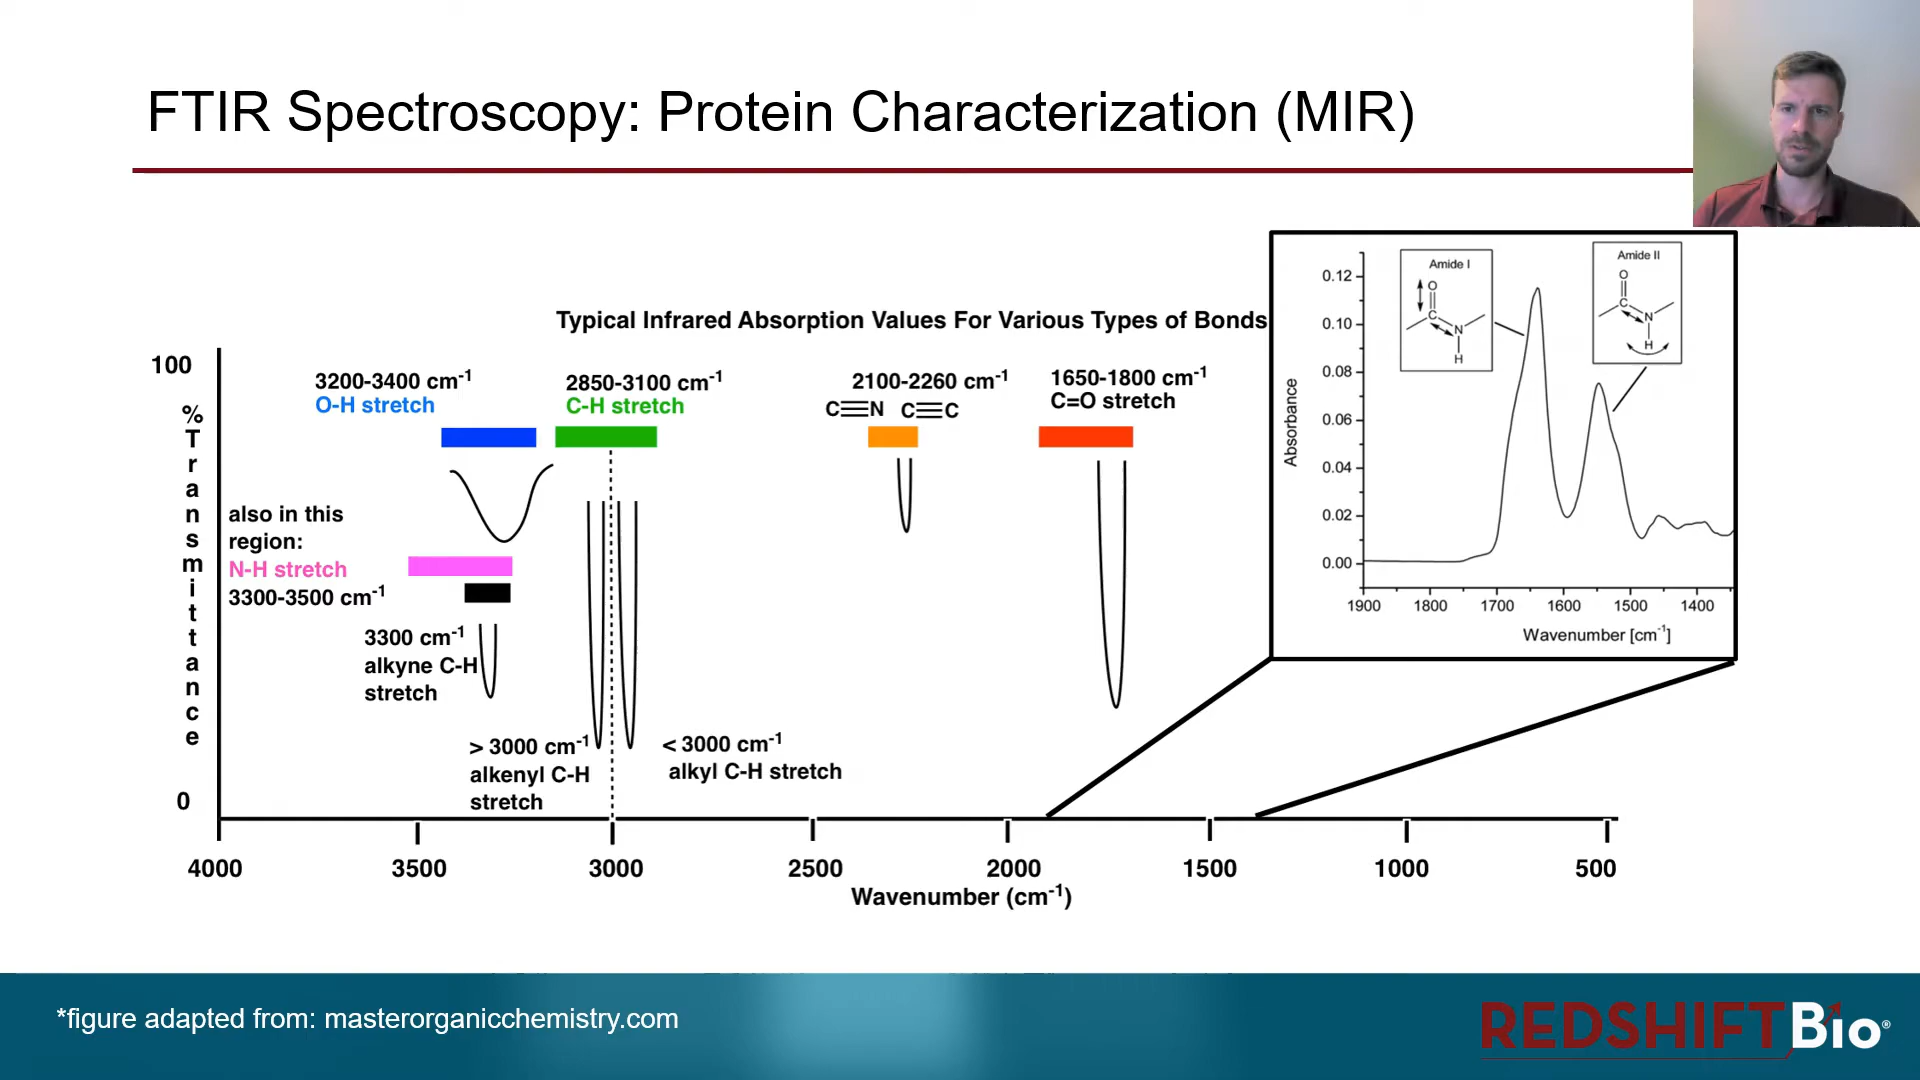 FTIR Spectroscopy: Protein Characterization (MIR)
Typical Infrared Absorption Values For Various Types of Bonds
100
% Transmittance
0
3200-3400 cm⁻¹
O-H stretch
2850-3100 cm⁻¹
C-H stretch
2100-2260 cm⁻¹
C≡N C≡C
1650-1800 cm⁻¹
C=O stretch
also in this
region:
N-H stretch
3300-3500 cm⁻¹
3300 cm⁻¹
alkyne C-H
stretch
> 3000 cm⁻¹
alkenyl C-H
stretch
< 3000 cm⁻¹
alkyl C-H stretch
4000 3500 3000 2500 2000 1500 1000 500
Wavenumber (cm⁻¹)
Amide I
O
C
N
H
Amide II
O
C
N
H
Absorbance
0.12
0.10
0.08
0.06
0.04
0.02
0.00
1900 1800 1700 1600 1500 1400
Wavenumber [cm⁻¹]
*figure adapted from: masterorganicchemistry.com
REDSHIFTBio®